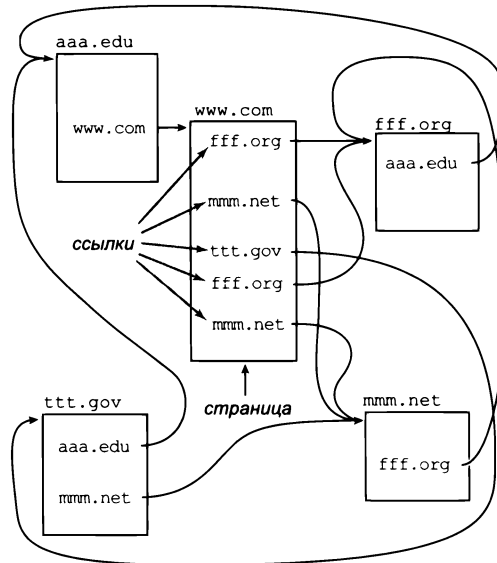 aaa.edu
www.com
www.com
fff.org
mmm.net
ttt.gov
fff.org
mmm.net
ссылки
страница
fff.org
aaa.edu
ttt.gov
aaa.edu
mmm.net
mmm.net
fff.org